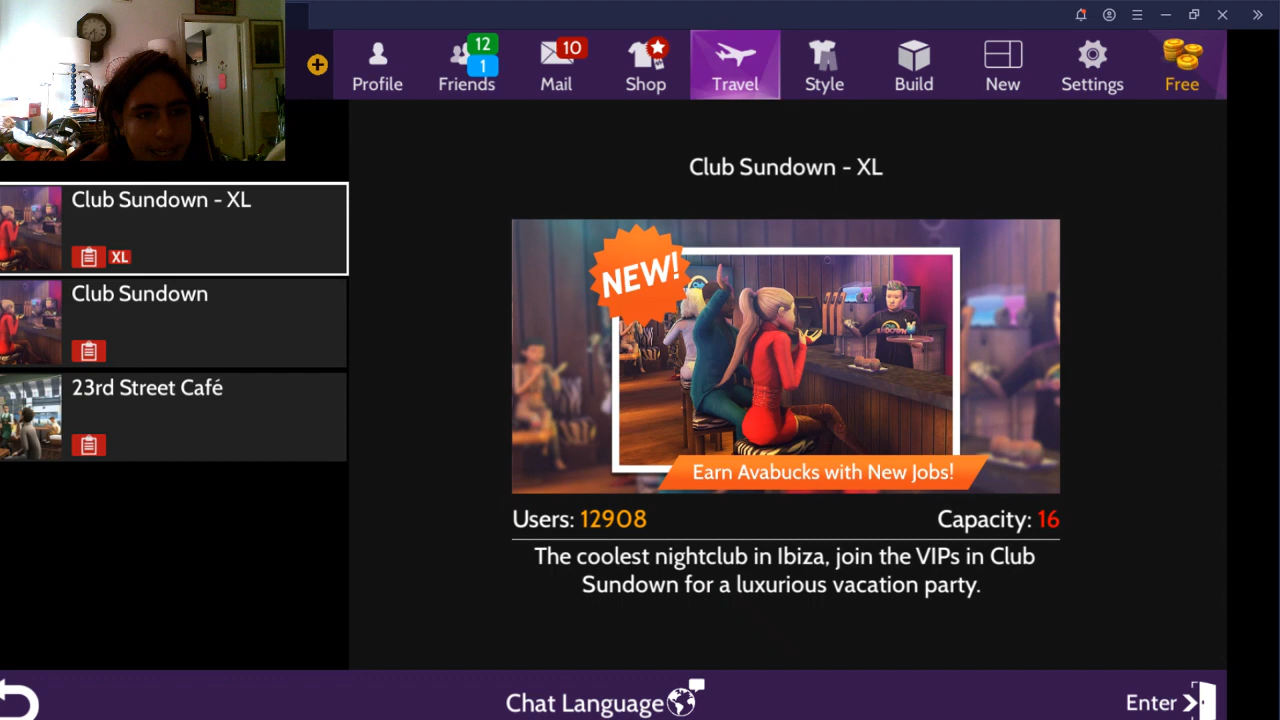 12
1
10
Profile
Friends
Mail
Shop
Travel
Style
Build
New
Settings
Free
Club Sundown - XL
XL
Club Sundown
23rd Street Café
Club Sundown - XL
NEW!
Earn Avabucks with New Jobs!
Users: 12908
Capacity: 16
The coolest nightclub in Ibiza, join the VIPs in Club
Sundown for a luxurious vacation party.
Chat Language
Enter